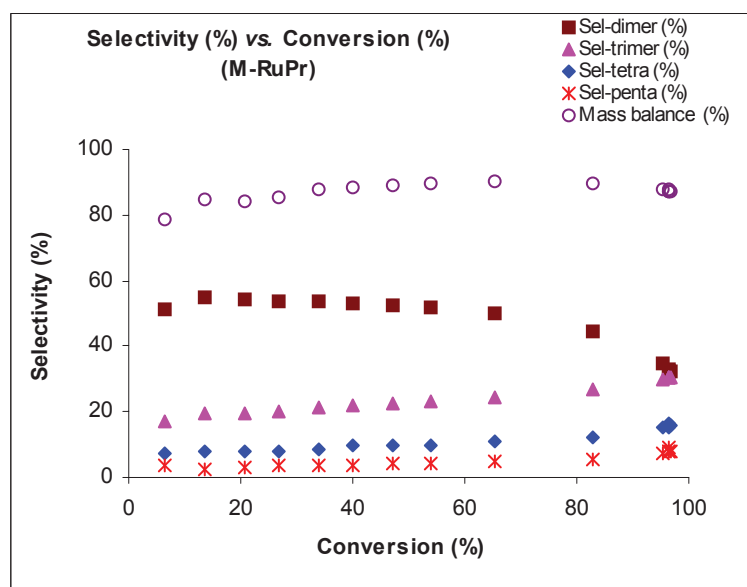 Selectivity (%) vs. Conversion (%)
(M-RuPr)
Sel-dimer (%)
Sel-trimer (%)
Sel-tetra (%)
Sel-penta (%)
Mass balance (%)
100
80
60
40
20
0
Selectivity (%)
0 20 40 60 80 100
Conversion (%)